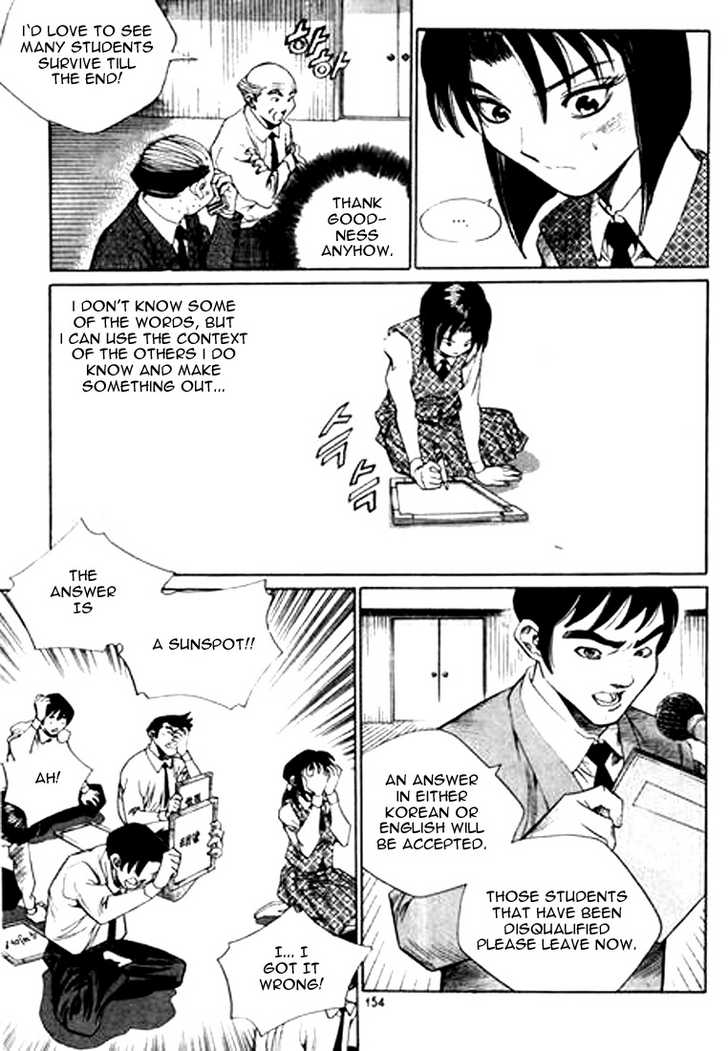 I'D LOVE TO SEE
MANY STUDENTS
SURVIVE TILL
THE END!
하
하
하
THANK
GOOD-
NESS
ANYHOW.
...
I DON'T KNOW SOME
OF THE WORDS, BUT
I CAN USE THE CONTEXT
OF THE OTHERS I DO
KNOW AND MAKE
SOMETHING OUT...
THE
ANSWER
IS
A SUNSPOT!!
AH!
I... I
GOT IT
WRONG!
AN ANSWER
IN EITHER
KOREAN OR
ENGLISH WILL
BE ACCEPTED.
THOSE STUDENTS
THAT HAVE BEEN
DISQUALIFIED
PLEASE LEAVE NOW.
154